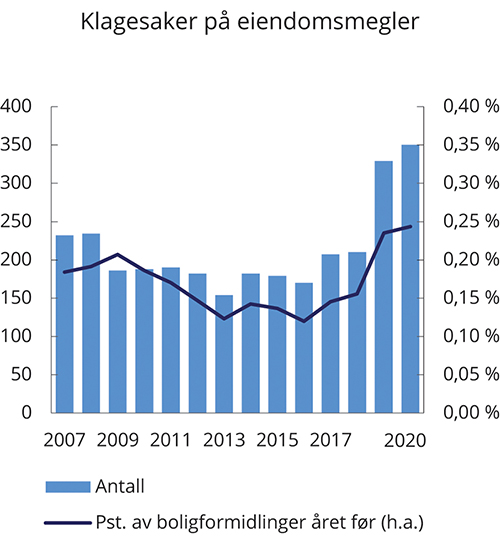 Klagesaker på eiendomsmegler
400 0,40 %
350 0,35 %
300 0,30 %
250 0,25 %
200 0,20 %
150 0,15 %
100 0,10 %
50 0,05 %
0 0,00 %
2007 2009 2011 2013 2015 2017 2020
Antall
Pst. av boligformidlinger året før (h.a.)